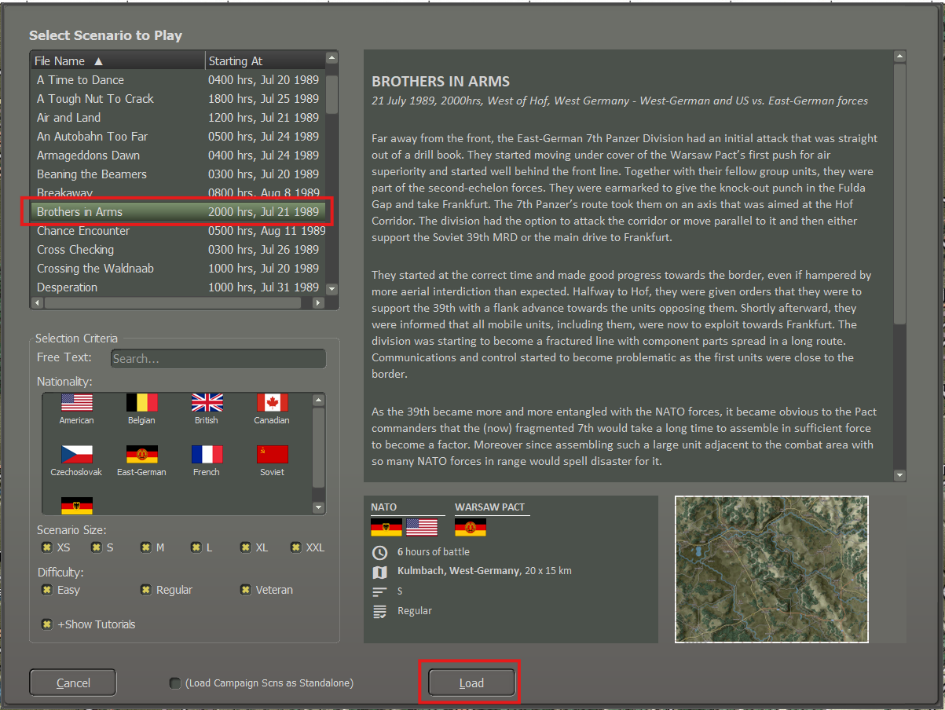 Select Scenario to Play
File Name ▲ Starting At
A Time to Dance 0400 hrs, Jul 20 1989
A Tough Nut To Crack 1800 hrs, Jul 25 1989
Air and Land 1200 hrs, Jul 21 1989
An Autobahn Too Far 0500 hrs, Jul 24 1989
Armageddons Dawn 0400 hrs, Jul 24 1989
Beaning the Beamers 0300 hrs, Jul 20 1989
Breakaway 0800 hrs, Aug 8 1989
Brothers in Arms 2000 hrs, Jul 21 1989
Chance Encounter 0500 hrs, Aug 11 1989
Cross Checking 0300 hrs, Jul 26 1989
Crossing the Waldnaab 1000 hrs, Jul 20 1989
Desperation 1000 hrs, Jul 31 1989
Selection Criteria
Free Text: Search...
Nationality:
American Belgian British Canadian
Czechoslovak East-German French Soviet
Scenario Size:
XS S M L XL XXL
Difficulty:
Easy Regular Veteran
+Show Tutorials
BROTHERS IN ARMS
21 July 1989, 2000hrs, West of Hof, West Germany - West-German and US vs. East-German forces
Far away from the front, the East-German 7th Panzer Division had an initial attack that was straight
out of a drill book. They started moving under cover of the Warsaw Pact's first push for air
superiority and started well behind the front line. Together with their fellow group units, they were
part of the second-echelon forces. They were earmarked to give the knock-out punch in the Fulda
Gap and take Frankfurt. The 7th Panzer's route took them on an axis that was aimed at the Hof
Corridor. The division had the option to attack the corridor or move parallel to it and then either
support the Soviet 39th MRD or the main drive to Frankfurt.
They started at the correct time and made good progress towards the border, even if hampered by
more aerial interdiction than expected. Halfway to Hof, they were given orders that they were to
support the 39th with a flank advance towards the units opposing them. Shortly afterward, they
were informed that all mobile units, including them, were now to exploit towards Frankfurt. The
division was starting to become a fractured line with component parts spread in a long route.
Communications and control started to become problematic as the first units were close to the
border.
As the 39th became more and more entangled with the NATO forces, it became obvious to the Pact
commanders that the (now) fragmented 7th would take a long time to assemble in sufficient force
to become a factor. Moreover since assembling such a large unit adjacent to the combat area with
so many NATO forces in range would spell disaster for it.
NATO WARSAW PACT
6 hours of battle
Kulmbach, West-Germany, 20 x 15 km
S
Regular
Cancel (Load Campaign Scns as Standalone) Load